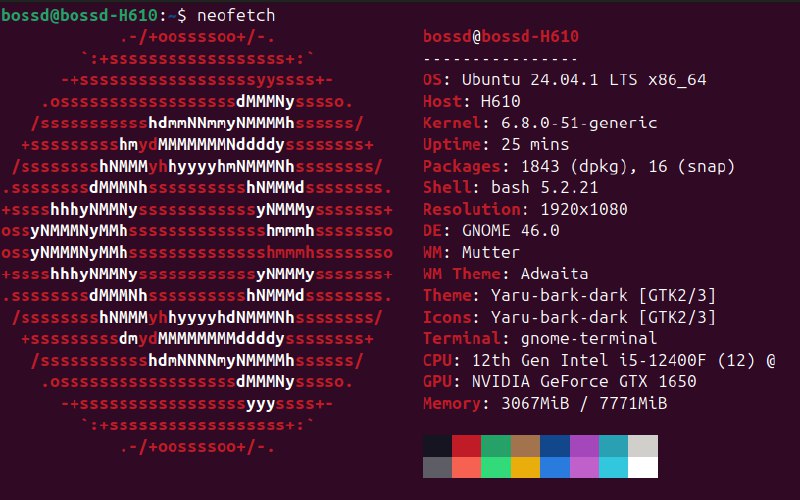 bossd@bossd-H610:~$ neofetch
.-/+oossssoo+/-. bossd@bossd-H610
`:+ssssssssssssssssss+:` ----------------
-+ssssssssssssssssssyyssss+- OS: Ubuntu 24.04.1 LTS x86_64
.ossssssssssssssssssdMMMNysssso. Host: H610
/ssssssssssshdmmNNmmyNMMMMhssssss/ Kernel: 6.8.0-51-generic
+ssssssssshmydMMMMMMMNddddyssssssss+ Uptime: 25 mins
/sssssssshNMMMyhhyyyyhmNMMMNhssssssss/ Packages: 1843 (dpkg), 16 (snap)
.ssssssssdMMMNhsssssssssshNMMMdssssssss. Shell: bash 5.2.21
+sssshhhyNMMNyssssssssssssyNMMMysssssss+ Resolution: 1920x1080
ossyNMMMNyMMhsssssssssssssshmmmhssssssso DE: GNOME 46.0
ossyNMMMNyMMhsssssssssssssshmmmhssssssso WM: Mutter
+sssshhhyNMMNyssssssssssssyNMMMysssssss+ WM Theme: Adwaita
.ssssssssdMMMNhsssssssssshNMMMdssssssss. Theme: Yaru-bark-dark [GTK2/3]
/sssssssshNMMMyhhyyyyhdNMMMNhssssssss/ Icons: Yaru-bark-dark [GTK2/3]
+sssssssssdmydMMMMMMMMddddyssssssss+ Terminal: gnome-terminal
/ssssssssssshdmNNNNmyNMMMMhssssss/ CPU: 12th Gen Intel i5-12400F (12) @
.ossssssssssssssssssdMMMNysssso. GPU: NVIDIA GeForce GTX 1650
-+sssssssssssssssssyyyssss+- Memory: 3067MiB / 7771MiB
`:+ssssssssssssssssss+:`
.-/+oossssoo+/-.